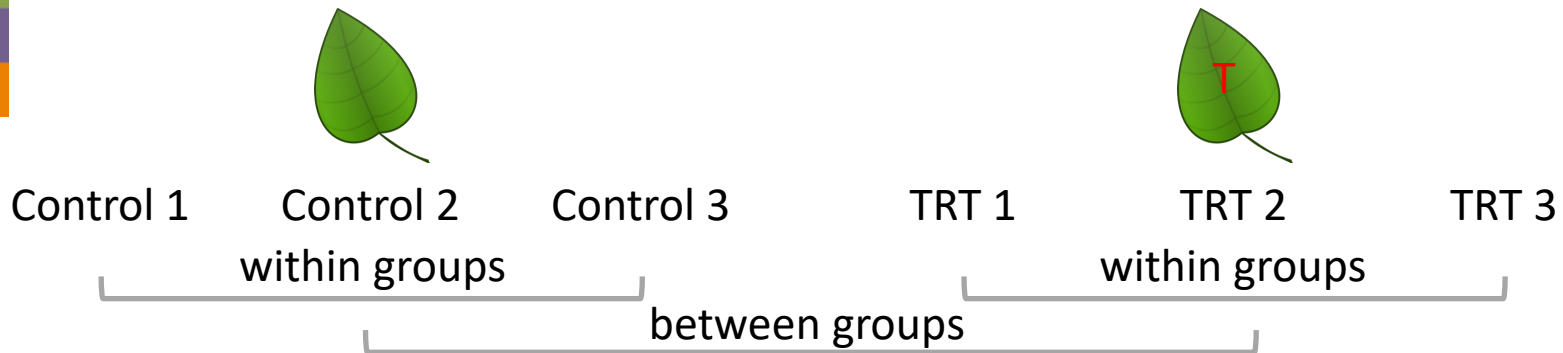 T
Control 1 Control 2 Control 3 TRT 1 TRT 2 TRT 3
within groups within groups
between groups